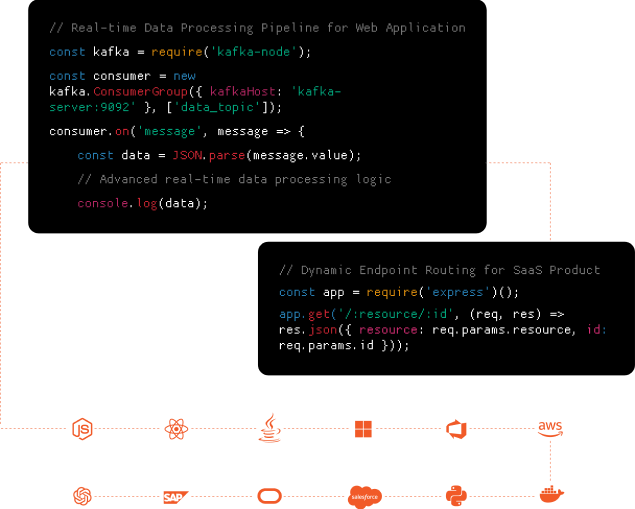 // Real-time Data Processing Pipeline for Web Application
const kafka = require('kafka-node');
const consumer = new
kafka.ConsumerGroup({ kafkaHost: 'kafka-
server:9092' }, ['data_topic']);
consumer.on('message', message => {
const data = JSON.parse(message.value);
// Advanced real-time data processing logic
console.log(data);
// Dynamic Endpoint Routing for SaaS Product
const app = require('express')();
app.get('/:resource/:id', (req, res) =>
res.json({ resource: req.params.resource, id:
req.params.id }));
JS
aws
SAP
salesforce